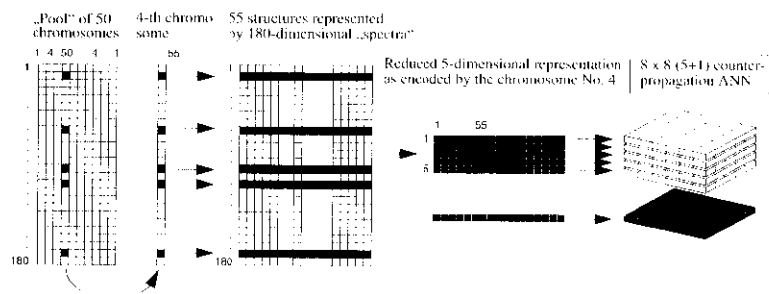 „Pool“ of 50
chromosomes
4-th chromo
some
55 structures represented
by 180-dimensional „spectra“
Reduced 5-dimensional representation
as encoded by the chromosome No. 4
8 x 8 (5+1) counter-
propagation ANN
1 4 50 4 1
55
1
180
1
180
1 55
1
5